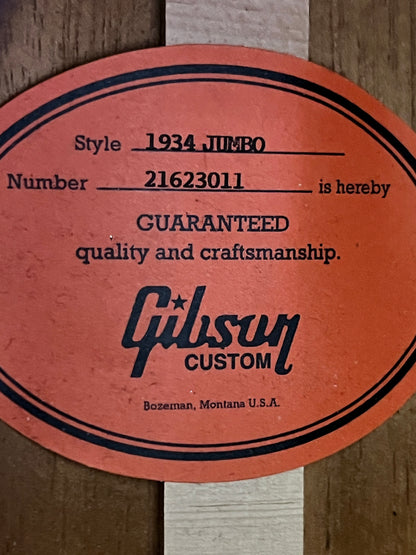 Style 1934 JUMBO
Number 21623011 is hereby
GUARANTEED
quality and craftsmanship.
Gibson
CUSTOM
Bozeman, Montana U.S.A.